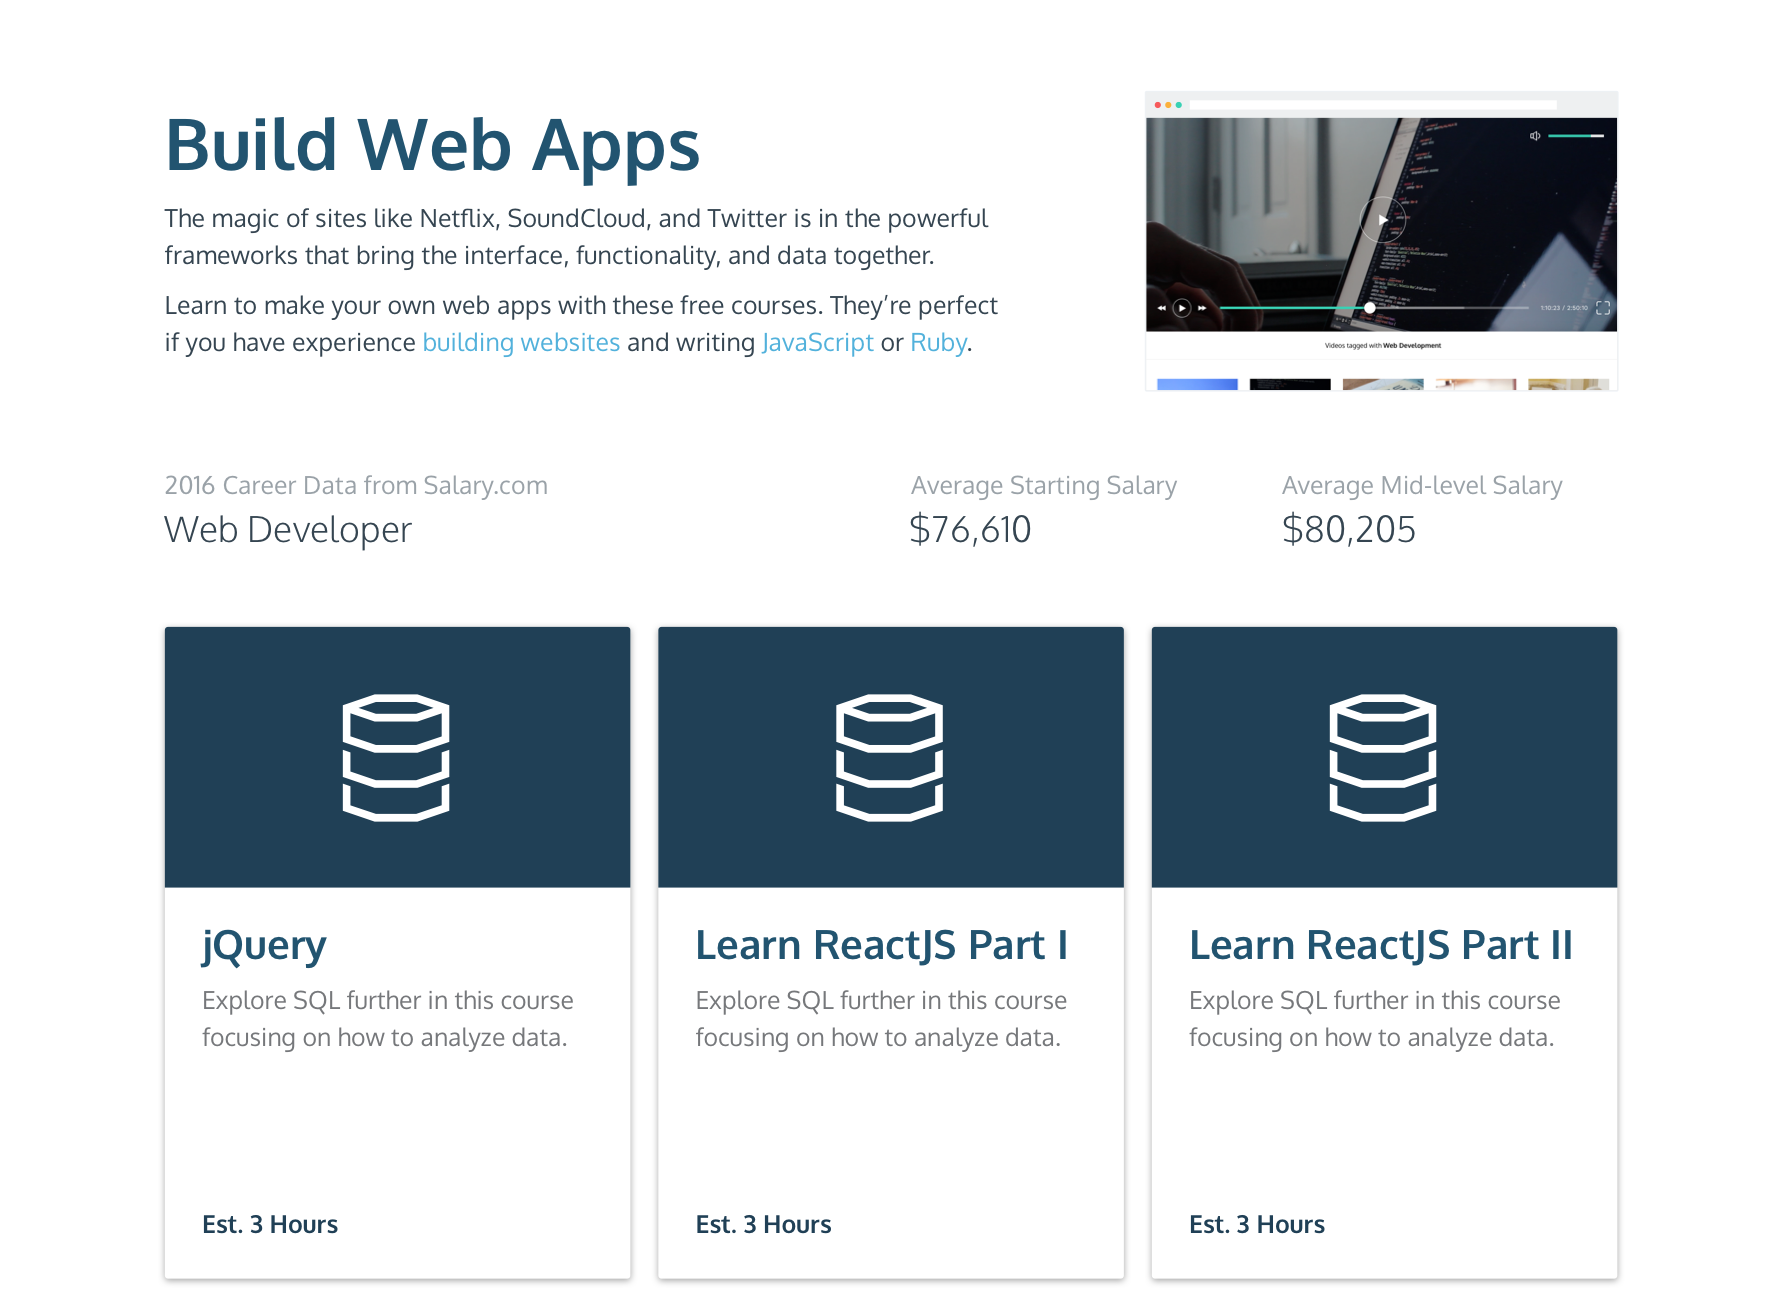 Build Web Apps
The magic of sites like Netflix, SoundCloud, and Twitter is in the powerful
frameworks that bring the interface, functionality, and data together.
Learn to make your own web apps with these free courses. They’re perfect
if you have experience building websites and writing JavaScript or Ruby.
1:10:23 / 2:50:10
Videos tagged with Web Development
2016 Career Data from Salary.com
Web Developer
Average Starting Salary
$76,610
Average Mid-level Salary
$80,205
jQuery
Explore SQL further in this course
focusing on how to analyze data.
Est. 3 Hours
Learn ReactJS Part I
Explore SQL further in this course
focusing on how to analyze data.
Est. 3 Hours
Learn ReactJS Part II
Explore SQL further in this course
focusing on how to analyze data.
Est. 3 Hours